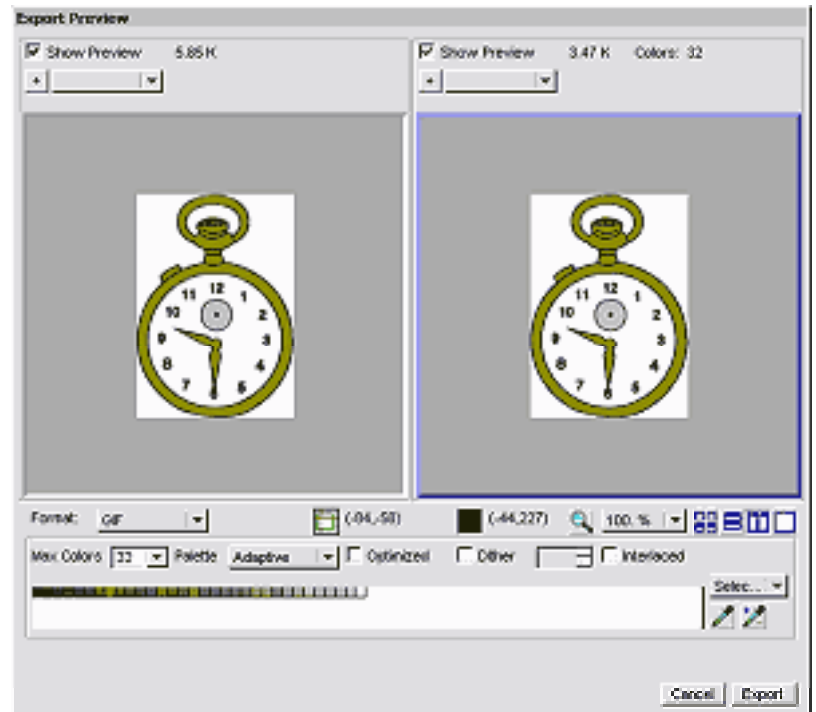 Export Preview
Show Preview 5.85 K
Show Preview 3.47 K Colors: 32
+
+
12
11 1
10 2
9 3
8 4
7 5
6
12
11 1
10 2
9 3
8 4
7 5
6
Format: GIF (-84,-58) (-44,227) 100. %
Max Colors 32 Palette Adaptive Optimized Dither Interlaced
Selec...
Cancel Export